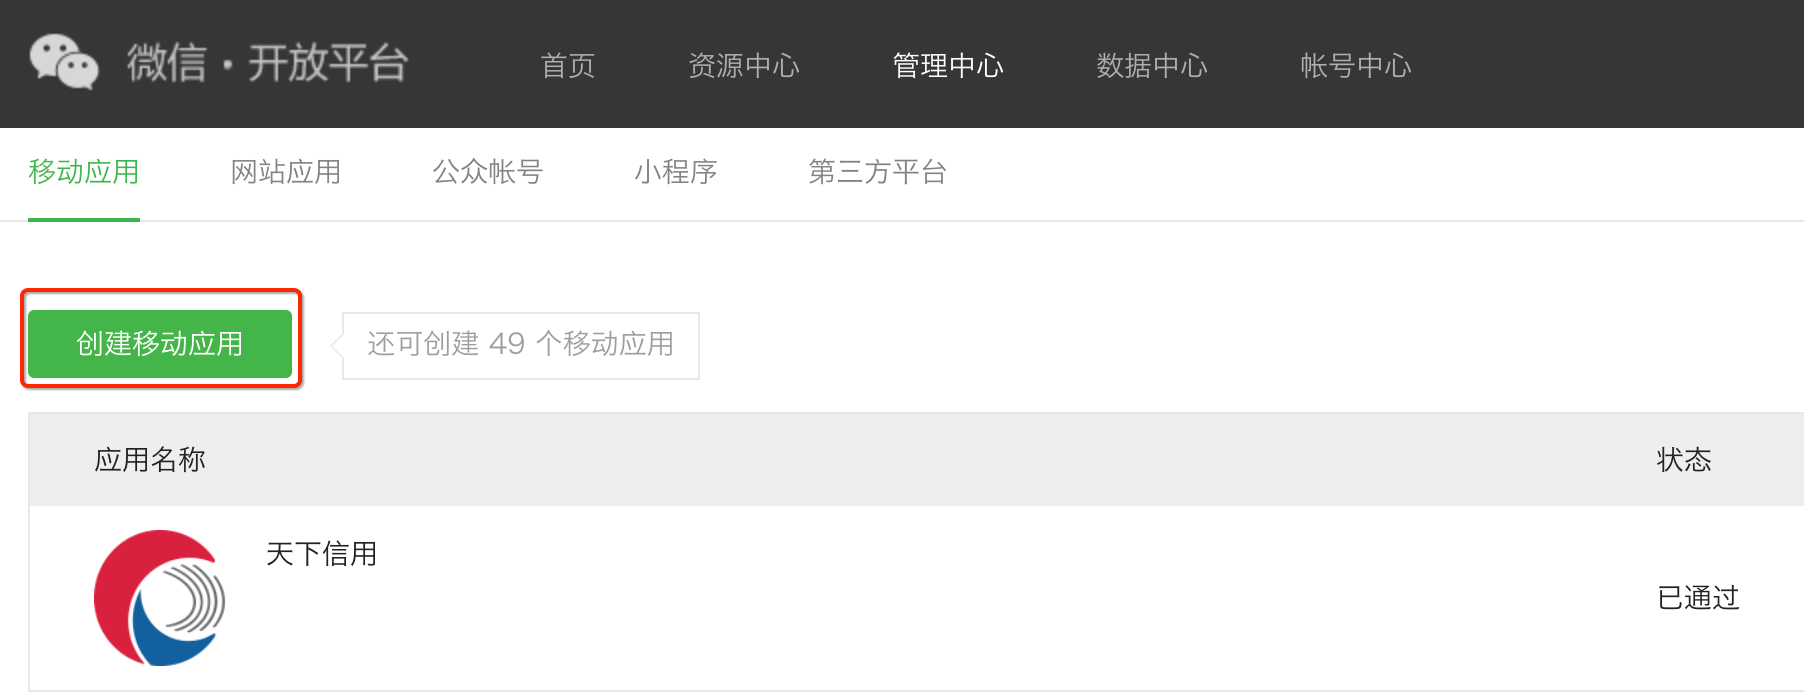 微信·开放平台 首页 资源中心 管理中心 数据中心 帐号中心
移动应用 网站应用 公众帐号 小程序 第三方平台
创建移动应用 还可创建 49 个移动应用
应用名称 状态
天下信用
已通过